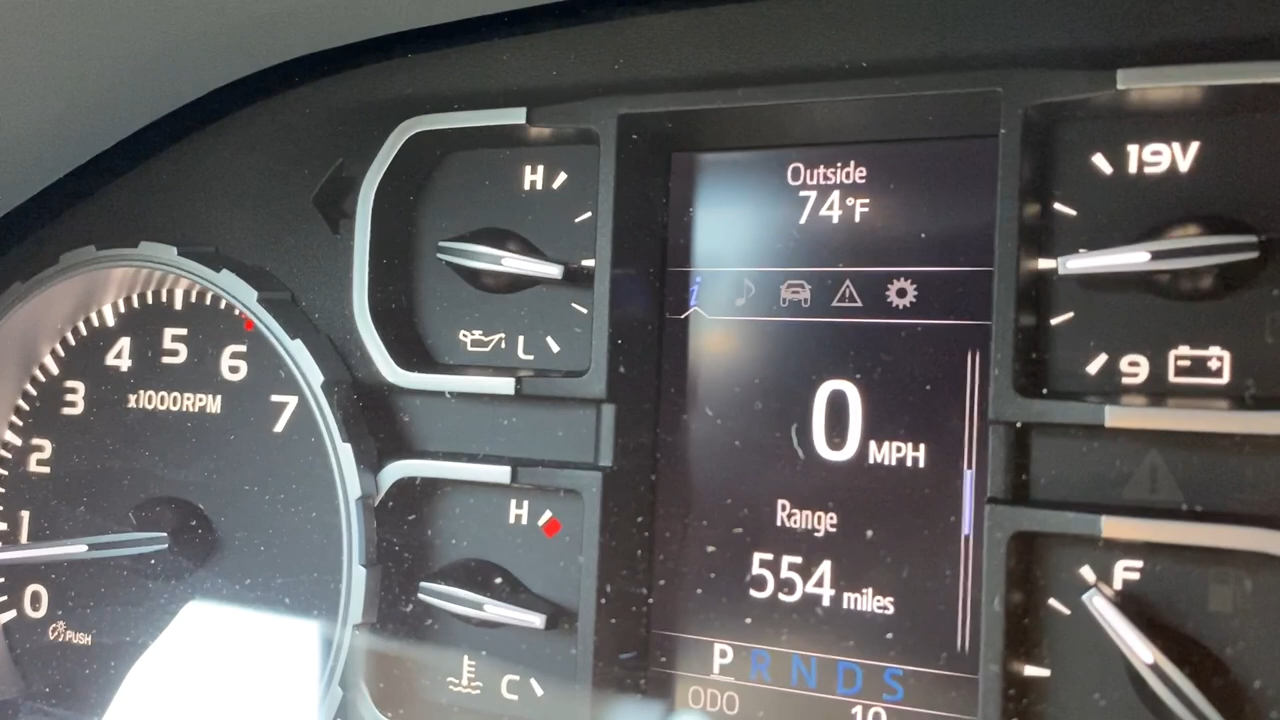 Outside
74°F
H
L
19V
9
0 MPH
Range
554 miles
P R N D S
ODO
10
0
1
2
3
4
5
6
7
x1000RPM
PUSH
H
C
F